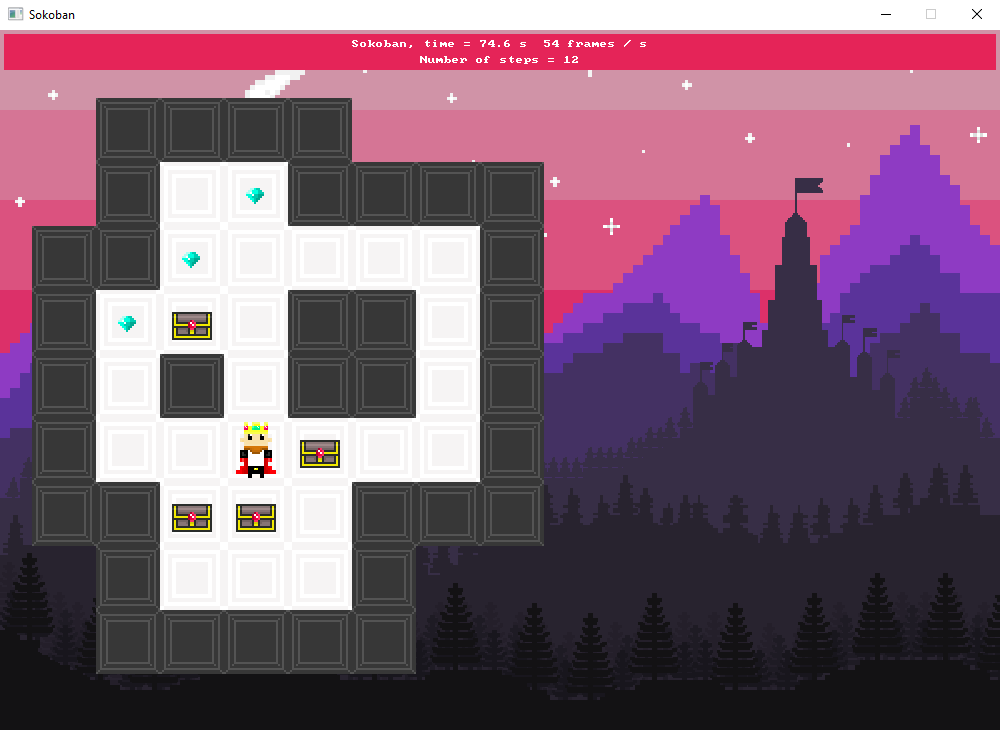 Sokoban
Sokoban, time = 74.6 s 54 frames / s
Number of steps = 12